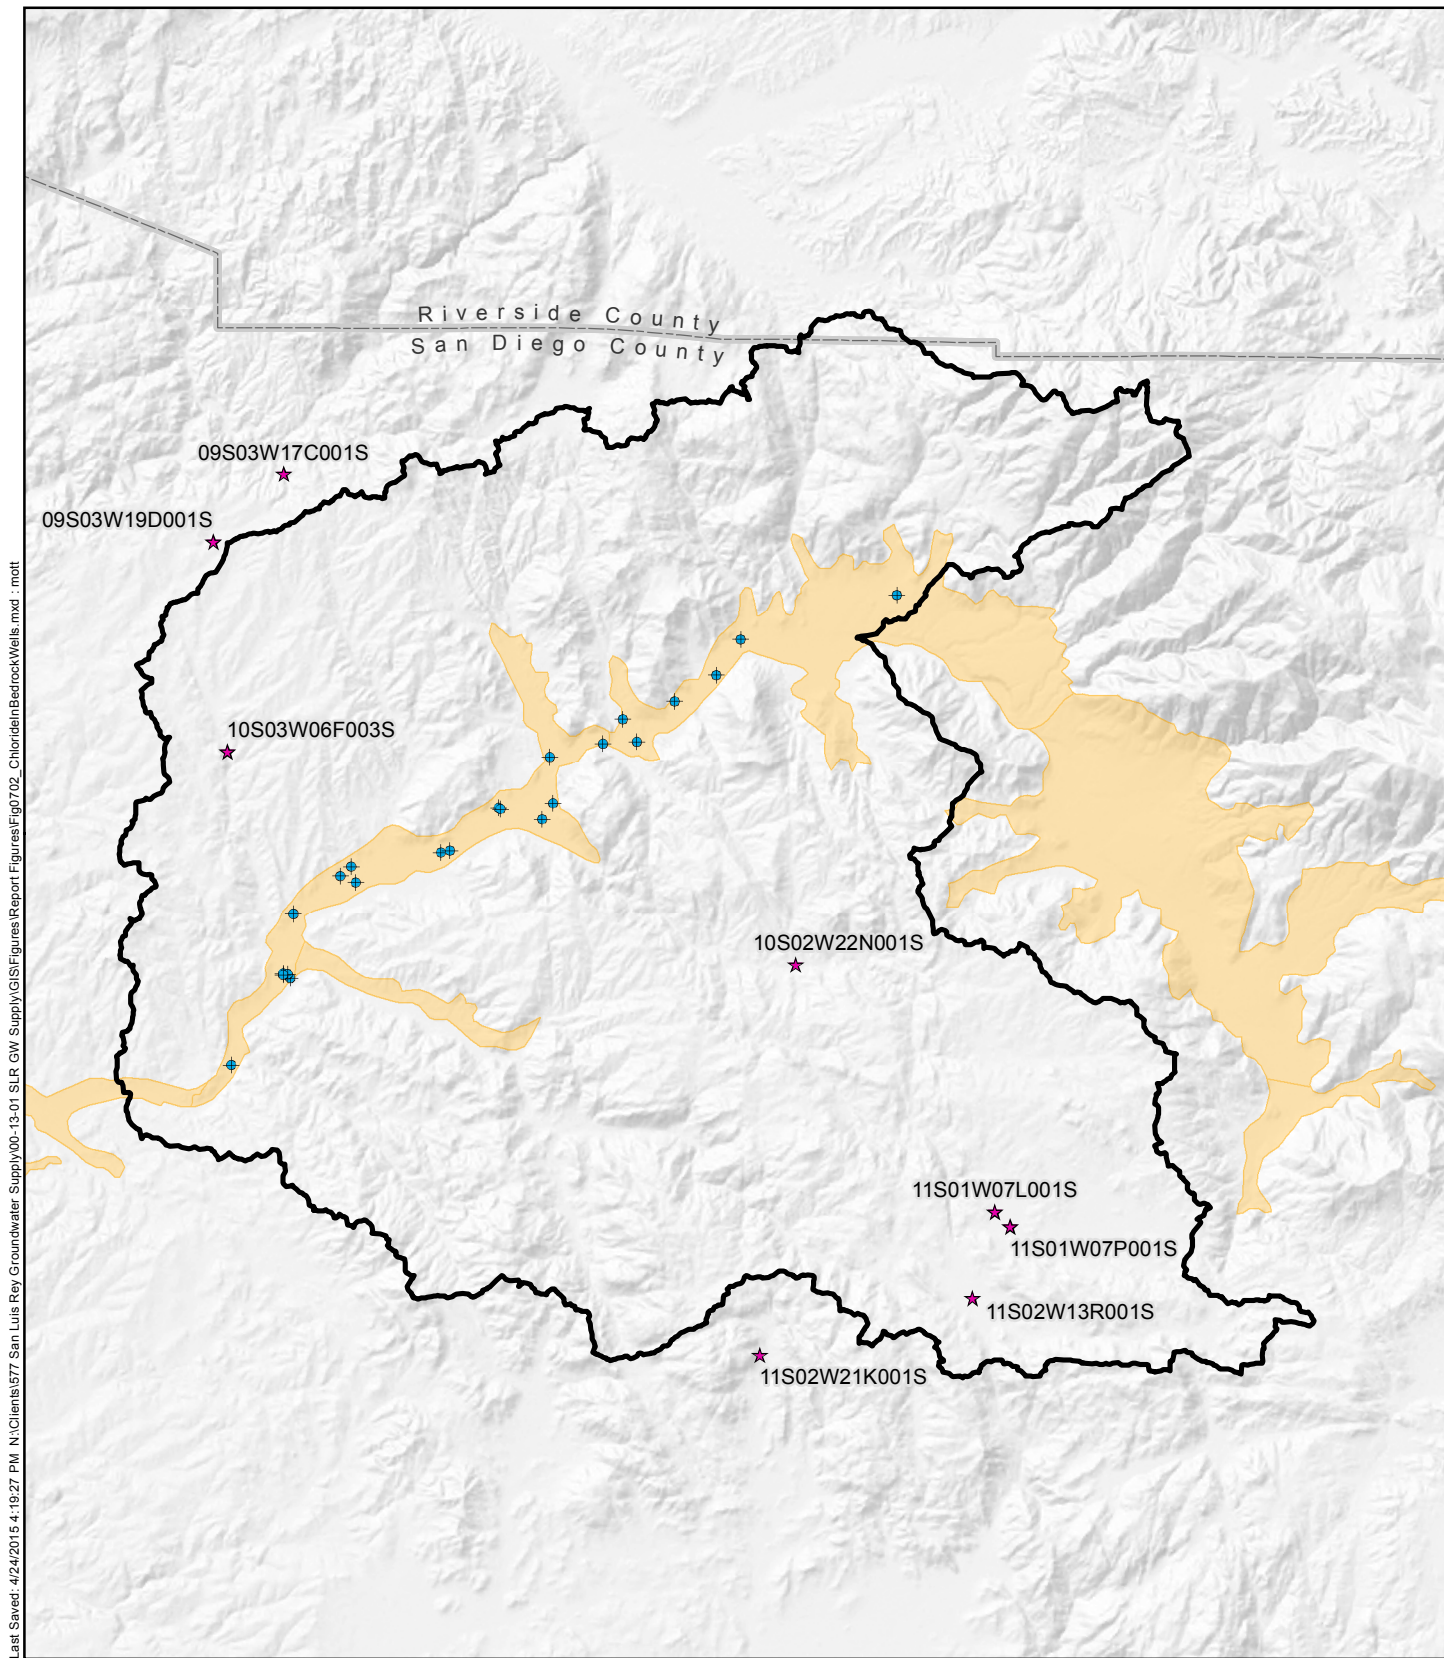 Riverside County
San Diego County
09S03W17C001S
09S03W19D001S
10S03W06F003S
10S02W22N001S
11S01W07L001S
11S01W07P001S
11S02W13R001S
11S02W21K001S
Last Saved: 4/24/2015 4:19:27 PM N:\Clients\577 San Luis Rey Groundwater Supply\00-13-01 SLR GW Supply\GIS\Figures\Report Figures\Fig0702_ChlorideInBedrockWells.mxd : mott